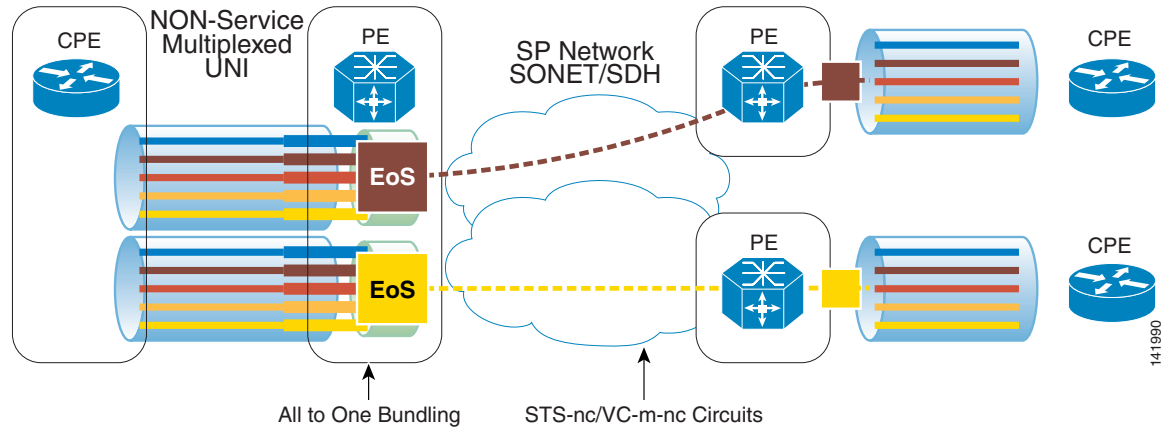 NON-Service
Multiplexed
UNI
CPE
PE
SP Network
SONET/SDH
PE
CPE
EoS
EoS
PE
CPE
All to One Bundling
STS-nc/VC-m-nc Circuits
141990